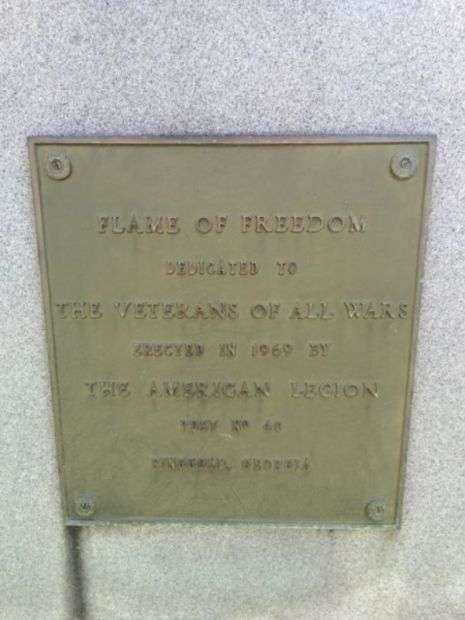 FLAME OF FREEDOM
DEDICATED TO
THE VETERANS OF ALL WARS
ERECTED IN 1969 BY
THE AMERICAN LEGION
POST Nº
GEORGIA